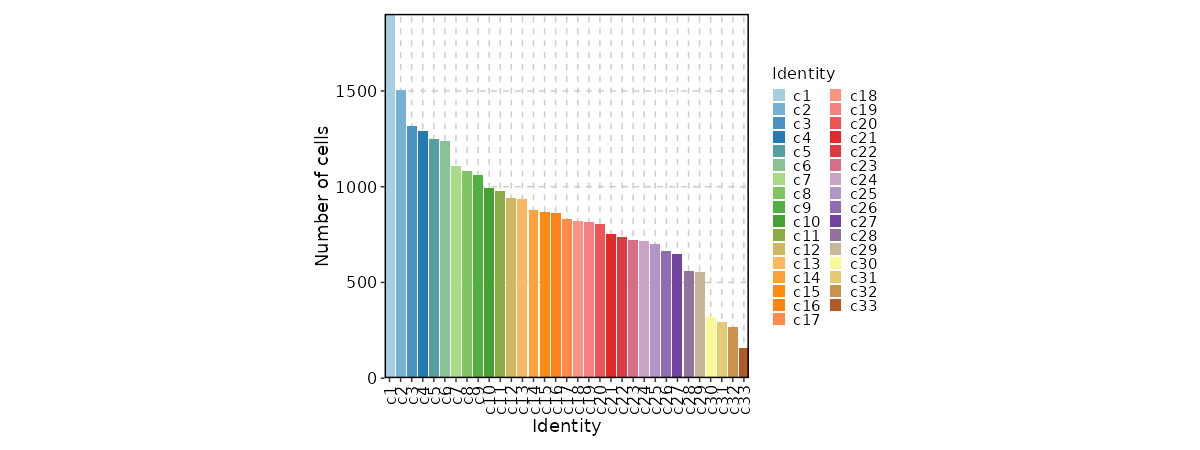 1500
1000
500
0
Number of cells
c1
c2
c3
c4
c5
c6
c7
c8
c9
c10
c11
c12
c13
c14
c15
c16
c17
c18
c19
c20
c21
c22
c23
c24
c25
c26
c27
c28
c29
c30
c31
c32
c33
Identity
Identity
c1
c2
c3
c4
c5
c6
c7
c8
c9
c10
c11
c12
c13
c14
c15
c16
c17
c18
c19
c20
c21
c22
c23
c24
c25
c26
c27
c28
c29
c30
c31
c32
c33